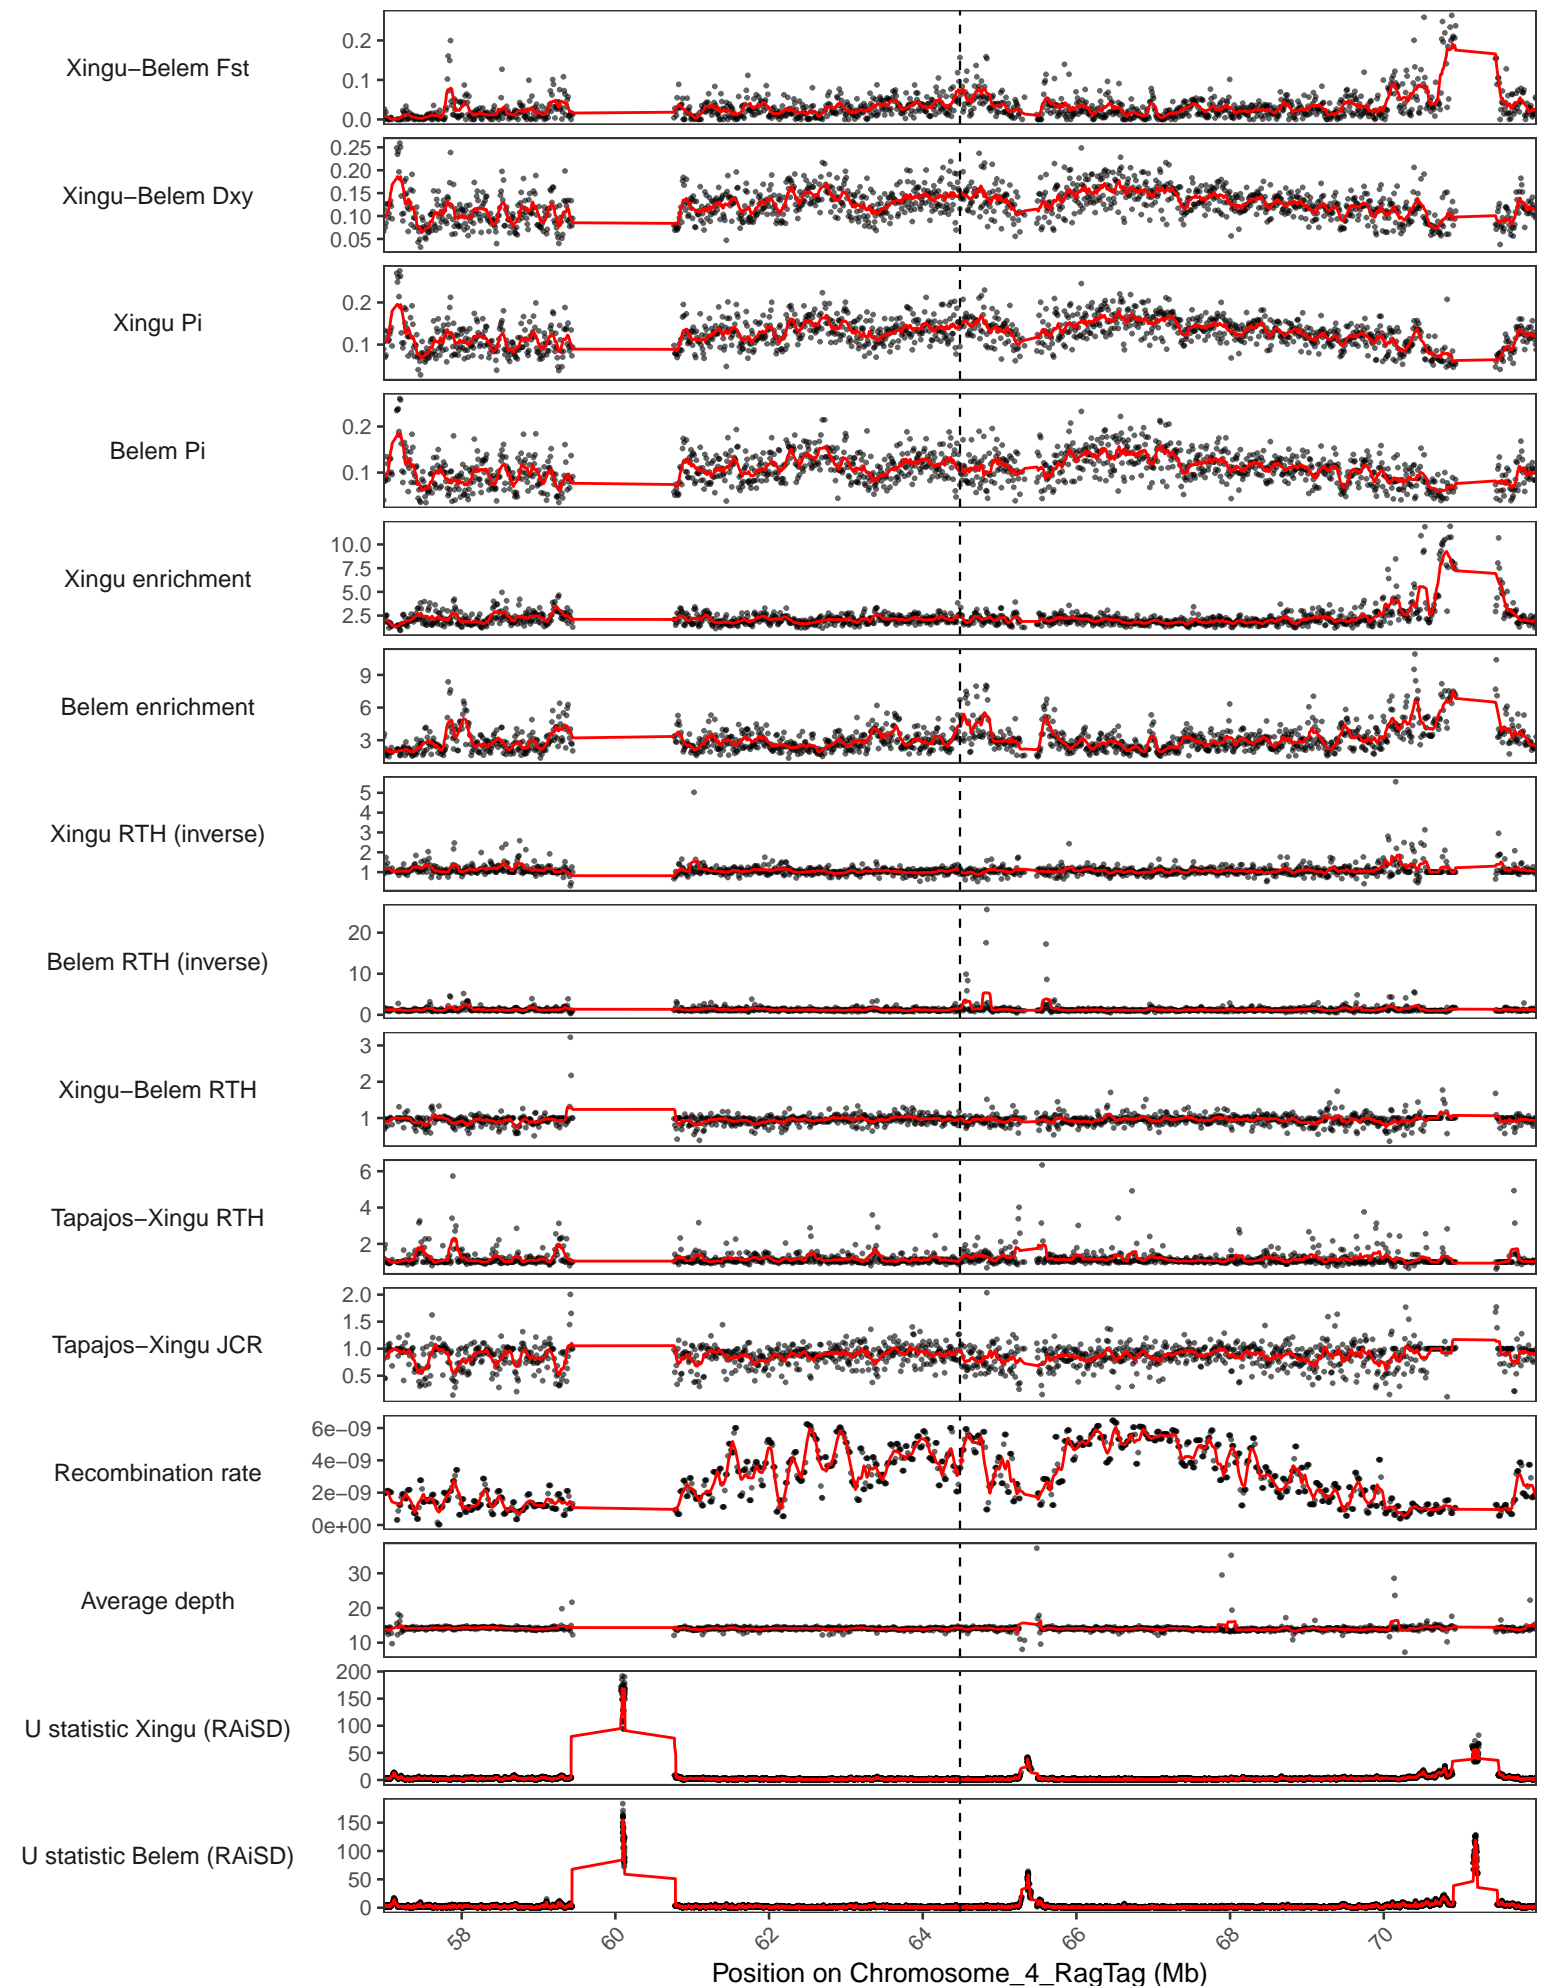 Xingu−Belem Fst
0.2
0.1
0.0
Xingu−Belem Dxy
0.25
0.20
0.15
0.10
0.05
Xingu Pi
0.2
0.1
Belem Pi
0.2
0.1
Xingu enrichment
10.0
7.5
5.0
2.5
Belem enrichment
9
6
3
Xingu RTH (inverse)
5
4
3
2
1
Belem RTH (inverse)
20
10
0
Xingu−Belem RTH
3
2
1
Tapajos−Xingu RTH
6
4
2
Tapajos−Xingu JCR
2.0
1.5
1.0
0.5
Recombination rate
6e−09
4e−09
2e−09
0e+00
Average depth
30
20
10
U statistic Xingu (RAiSD)
200
150
100
50
0
U statistic Belem (RAiSD)
150
100
50
0
58 60 62 64 66 68 70
Position on Chromosome_4_RagTag (Mb)